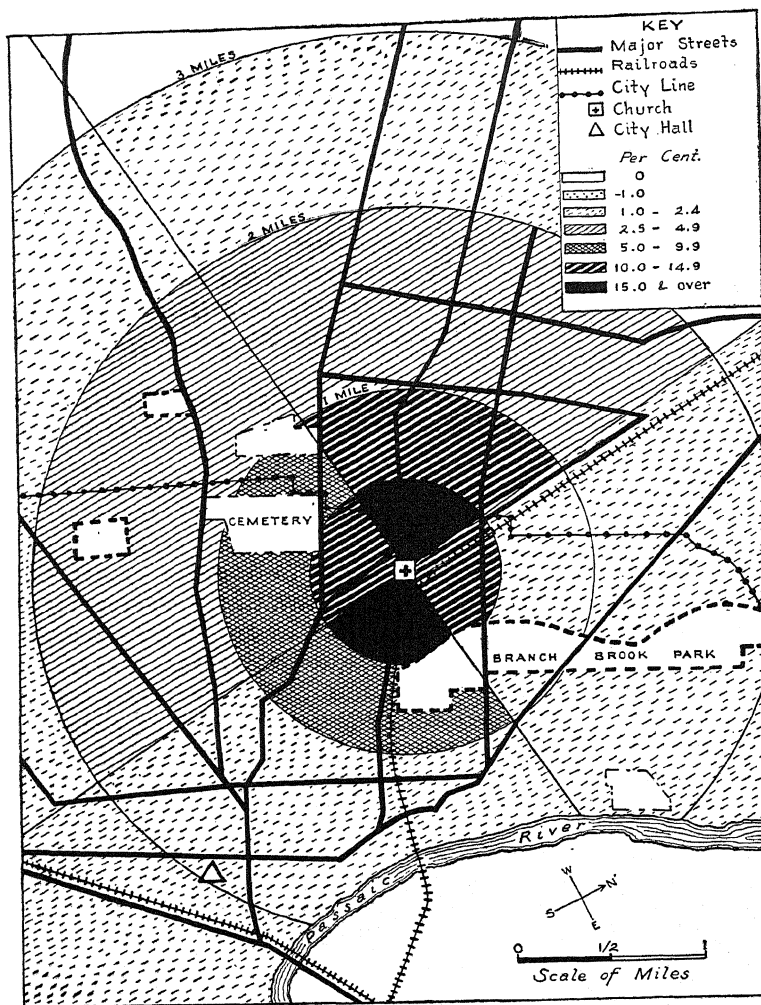 KEY
Major Streets
Railroads
City Line
Church
City Hall
Per Cent.
0
-1.0
1.0 - 2.4
2.5 - 4.9
5.0 - 9.9
10.0 - 14.9
15.0 & over
3 MILES
2 MILES
1 MILE
CEMETERY
BRANCH BROOK PARK
Passaic River
W
S N
E
0 1/2 1
Scale of Miles